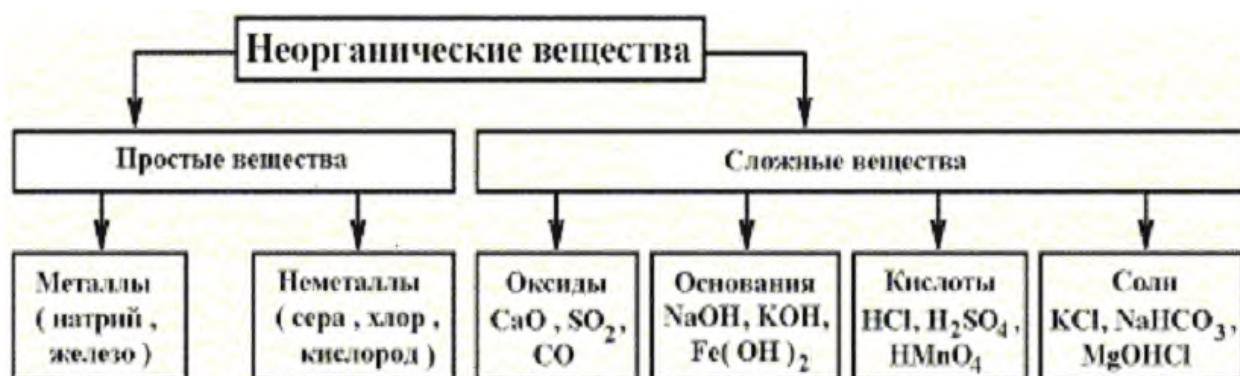 Неорганические вещества
Простые вещества
Сложные вещества
Металлы
( натрий ,
железо )
Неметаллы
( сера , хлор ,
кислород )
Оксиды
CaO , SO₂,
CO
Основания
NaOH, KOH,
Fe( OH )₂
Кислоты
HCl, H₂SO₄,
HMnO₄
Соли
KCl, NaHCO₃,
MgOHCl